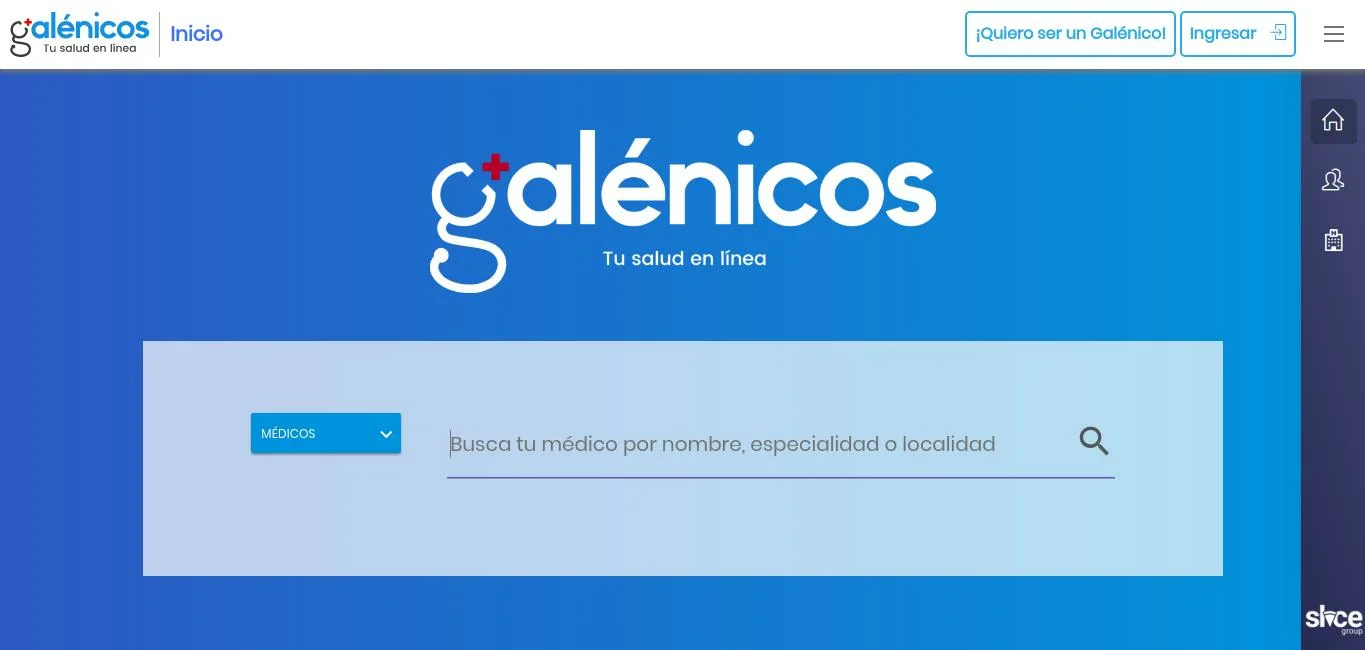 galénicos
Tu salud en línea
Inicio
¡Quiero ser un Galénico!
Ingresar
galénicos
Tu salud en línea
MÉDICOS
Busca tu médico por nombre, especialidad o localidad
slice
group